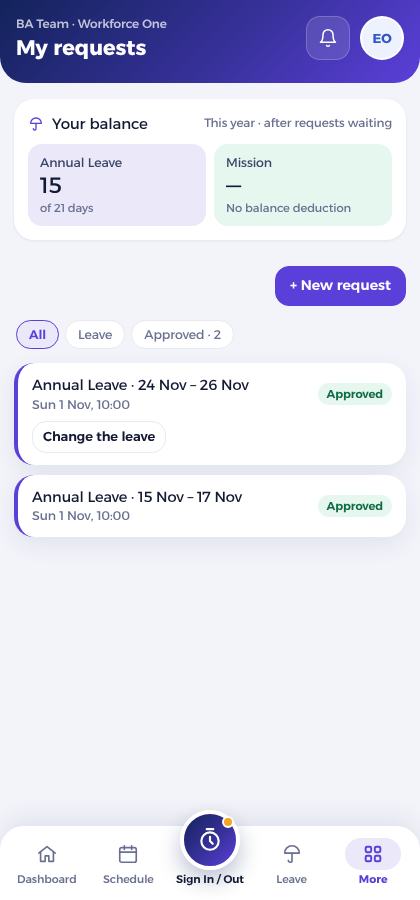 BA Team · Workforce One
My requests
EO
Your balance
This year · after requests waiting
Annual Leave
15
of 21 days
Mission
—
No balance deduction
+ New request
All
Leave
Approved · 2
Annual Leave · 24 Nov – 26 Nov
Sun 1 Nov, 10:00
Approved
Change the leave
Annual Leave · 15 Nov – 17 Nov
Sun 1 Nov, 10:00
Approved
Dashboard
Schedule
Sign In / Out
Leave
More